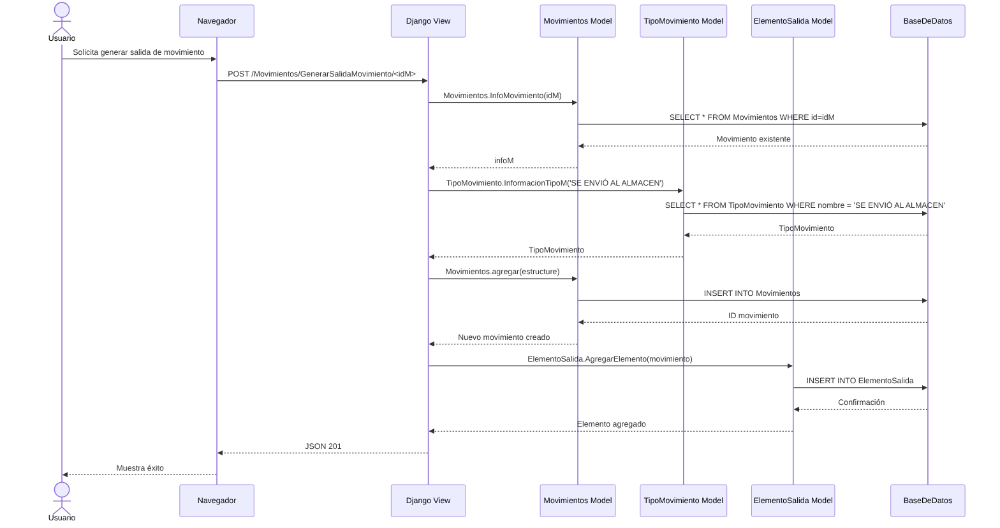 Usuario
Navegador
Django View
Movimientos Model
TipoMovimiento Model
ElementoSalida Model
BaseDeDatos
Solicita generar salida de movimiento
POST /Movimientos/GenerarSalidaMovimiento/<idM>
Movimientos.InfoMovimiento(idM)
SELECT * FROM Movimientos WHERE id=idM
Movimiento existente
infoM
TipoMovimiento.InformacionTipoM('SE ENVIÓ AL ALMACEN')
SELECT * FROM TipoMovimiento WHERE nombre = 'SE ENVIÓ AL ALMACEN'
TipoMovimiento
TipoMovimiento
Movimientos.agregar(estructure)
INSERT INTO Movimientos
ID movimiento
Nuevo movimiento creado
ElementoSalida.AgregarElemento(movimiento)
INSERT INTO ElementoSalida
Confirmación
Elemento agregado
JSON 201
Muestra éxito
Usuario
Navegador
Django View
Movimientos Model
TipoMovimiento Model
ElementoSalida Model
BaseDeDatos